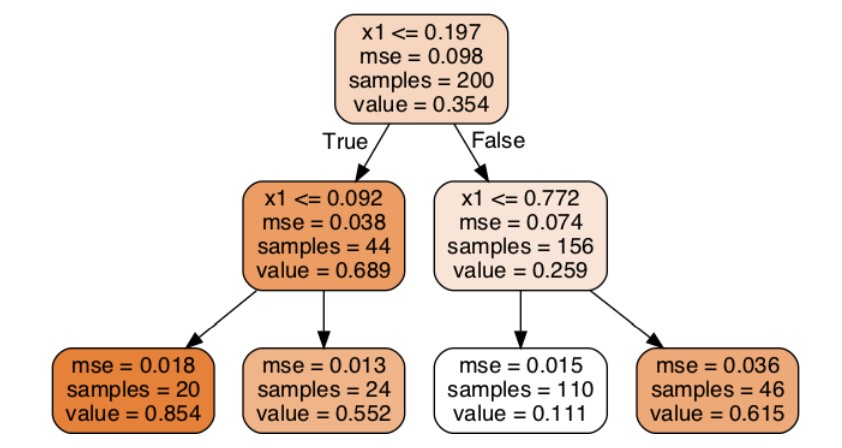 x1 <= 0.197
mse = 0.098
samples = 200
value = 0.354
True
False
x1 <= 0.092
mse = 0.038
samples = 44
value = 0.689
x1 <= 0.772
mse = 0.074
samples = 156
value = 0.259
mse = 0.018
samples = 20
value = 0.854
mse = 0.013
samples = 24
value = 0.552
mse = 0.015
samples = 110
value = 0.111
mse = 0.036
samples = 46
value = 0.615